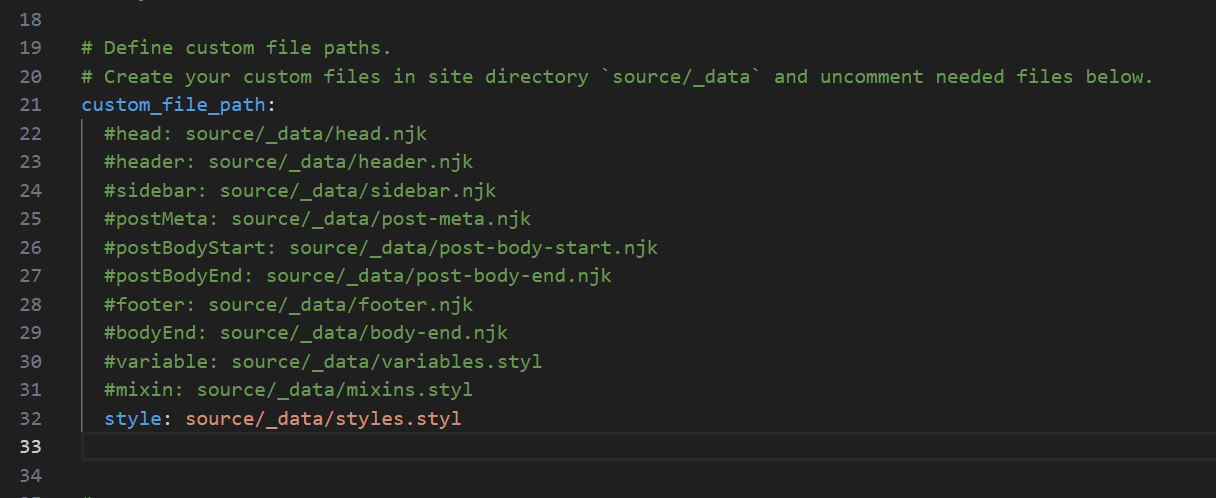 18
19 # Define custom file paths.
20 # Create your custom files in site directory `source/_data` and uncomment needed files below.
21 custom_file_path:
22 #head: source/_data/head.njk
23 #header: source/_data/header.njk
24 #sidebar: source/_data/sidebar.njk
25 #postMeta: source/_data/post-meta.njk
26 #postBodyStart: source/_data/post-body-start.njk
27 #postBodyEnd: source/_data/post-body-end.njk
28 #footer: source/_data/footer.njk
29 #bodyEnd: source/_data/body-end.njk
30 #variable: source/_data/variables.styl
31 #mixin: source/_data/mixins.styl
32 style: source/_data/styles.styl
33
34